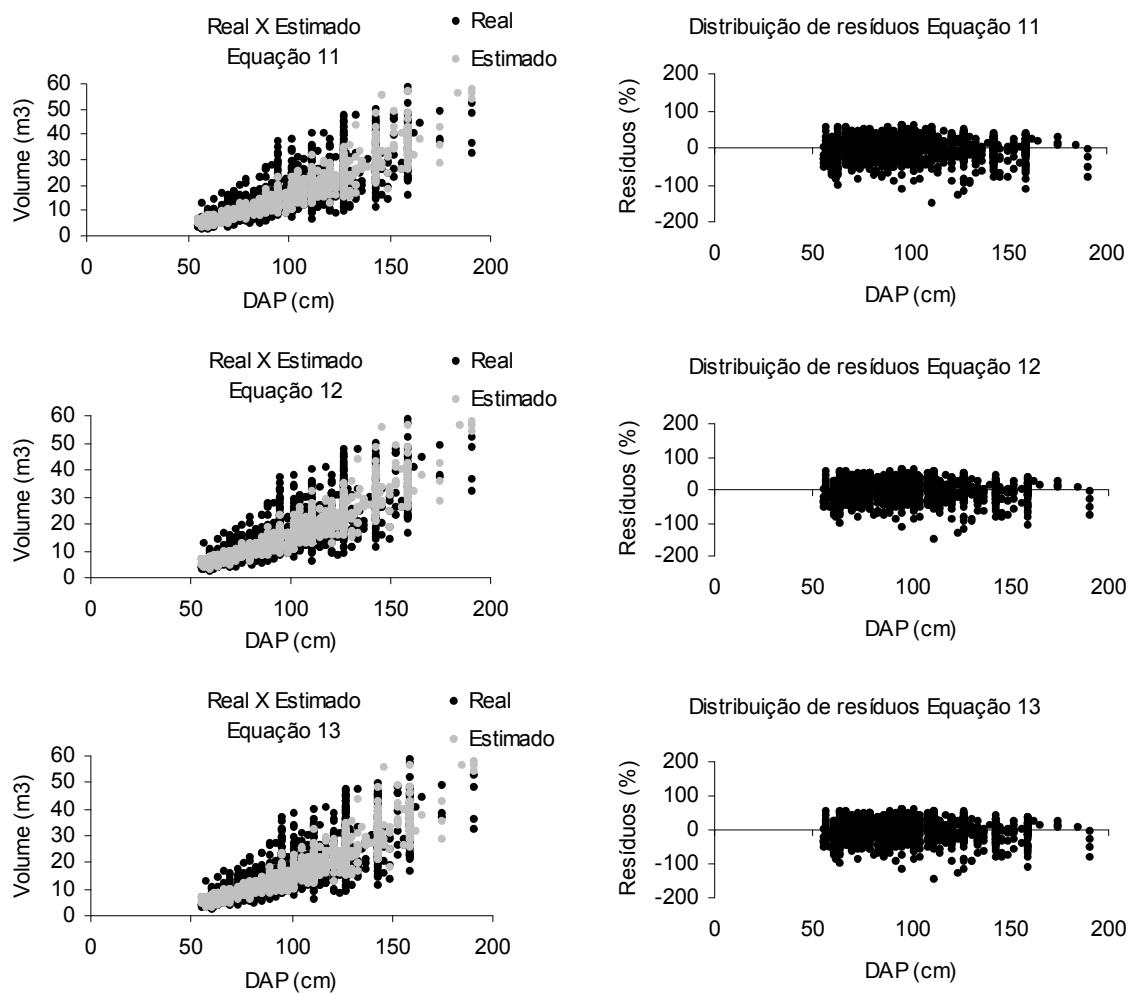 Real X Estimado
Equação 11
Real
Estimado
Volume (m3)
60
50
40
30
20
10
0
0
50
100
150
200
DAP (cm)
Distribuição de resíduos Equação 11
Resíduos (%)
200
100
0
-100
-200
0
50
100
150
200
DAP (cm)
Real X Estimado
Equação 12
Real
Estimado
Volume (m3)
60
50
40
30
20
10
0
0
50
100
150
200
DAP (cm)
Distribuição de resíduos Equação 12
Resíduos (%)
200
100
0
-100
-200
0
50
100
150
200
DAP (cm)
Real X Estimado
Equação 13
Real
Estimado
Volume (m3)
60
50
40
30
20
10
0
0
50
100
150
200
DAP (cm)
Distribuição de resíduos Equação 13
Resíduos (%)
200
100
0
-100
-200
0
50
100
150
200
DAP (cm)